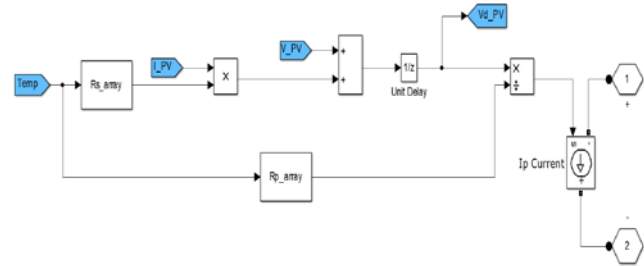 Vd_PV
V_PV
I_PV
Temp
Rs_array
X
+
+
1/z
Unit Delay
X
÷
1
+
Rp_array
Ip Current
-
2